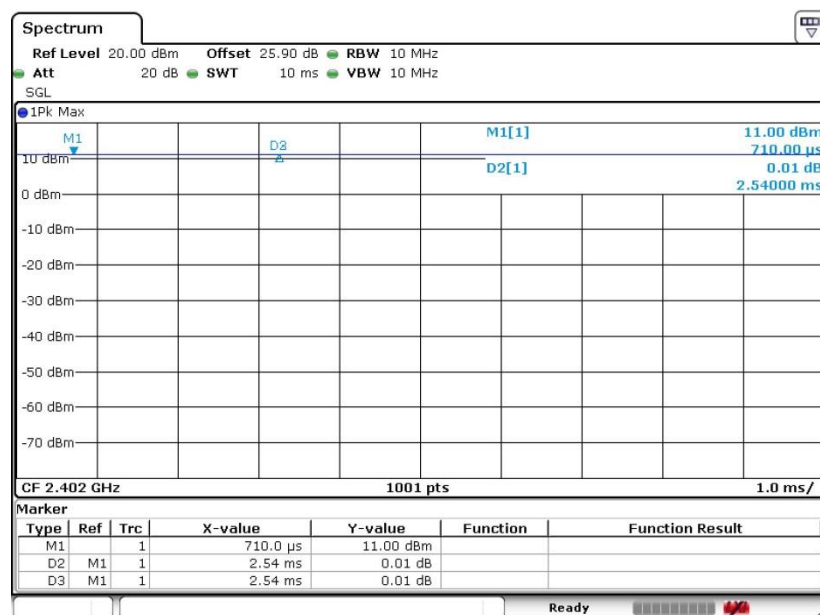 Spectrum
Ref Level 20.00 dBm Offset 25.90 dB RBW 10 MHz
Att 20 dB SWT 10 ms VBW 10 MHz
SGL
1Pk Max
M1[1] 11.00 dBm
710.00 µs
D2[1] 0.01 dB
2.54000 ms
M1
D2
10 dBm
0 dBm
-10 dBm
-20 dBm
-30 dBm
-40 dBm
-50 dBm
-60 dBm
-70 dBm
CF 2.402 GHz 1001 pts 1.0 ms/
Marker
Type Ref Trc X-value Y-value Function Function Result
M1 1 710.0 µs 11.00 dBm
D2 M1 1 2.54 ms 0.01 dB
D3 M1 1 2.54 ms 0.01 dB
Ready